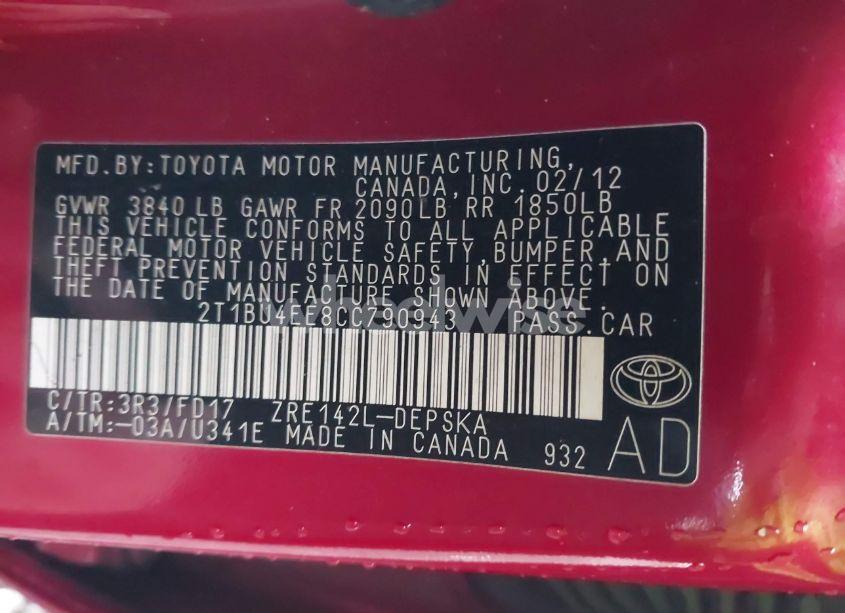 MFD.BY:TOYOTA MOTOR MANUFACTURING,
CANADA,INC.02/12
GVWR 3840 LB GAWR FR 2090LB RR 1850LB
THIS VEHICLE CONFORMS TO ALL APPLICABLE
FEDERAL MOTOR VEHICLE SAFETY,BUMPER,AND
THEFT PREVENTION STANDARDS IN EFFECT ON
THE DATE OF MANUFACTURE SHOWN ABOVE.
2T1BU4EE8CC790943 PASS.CAR
C/TR:3R3/FD17 ZRE142L-DEPSKA
A/TM:-03A/U341E MADE IN CANADA 932
AD